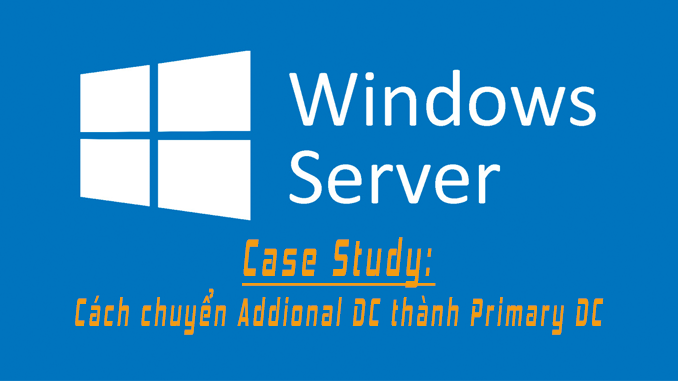 Windows
Server
Case Study:
Cách chuyển Addional DC thành Primary DC